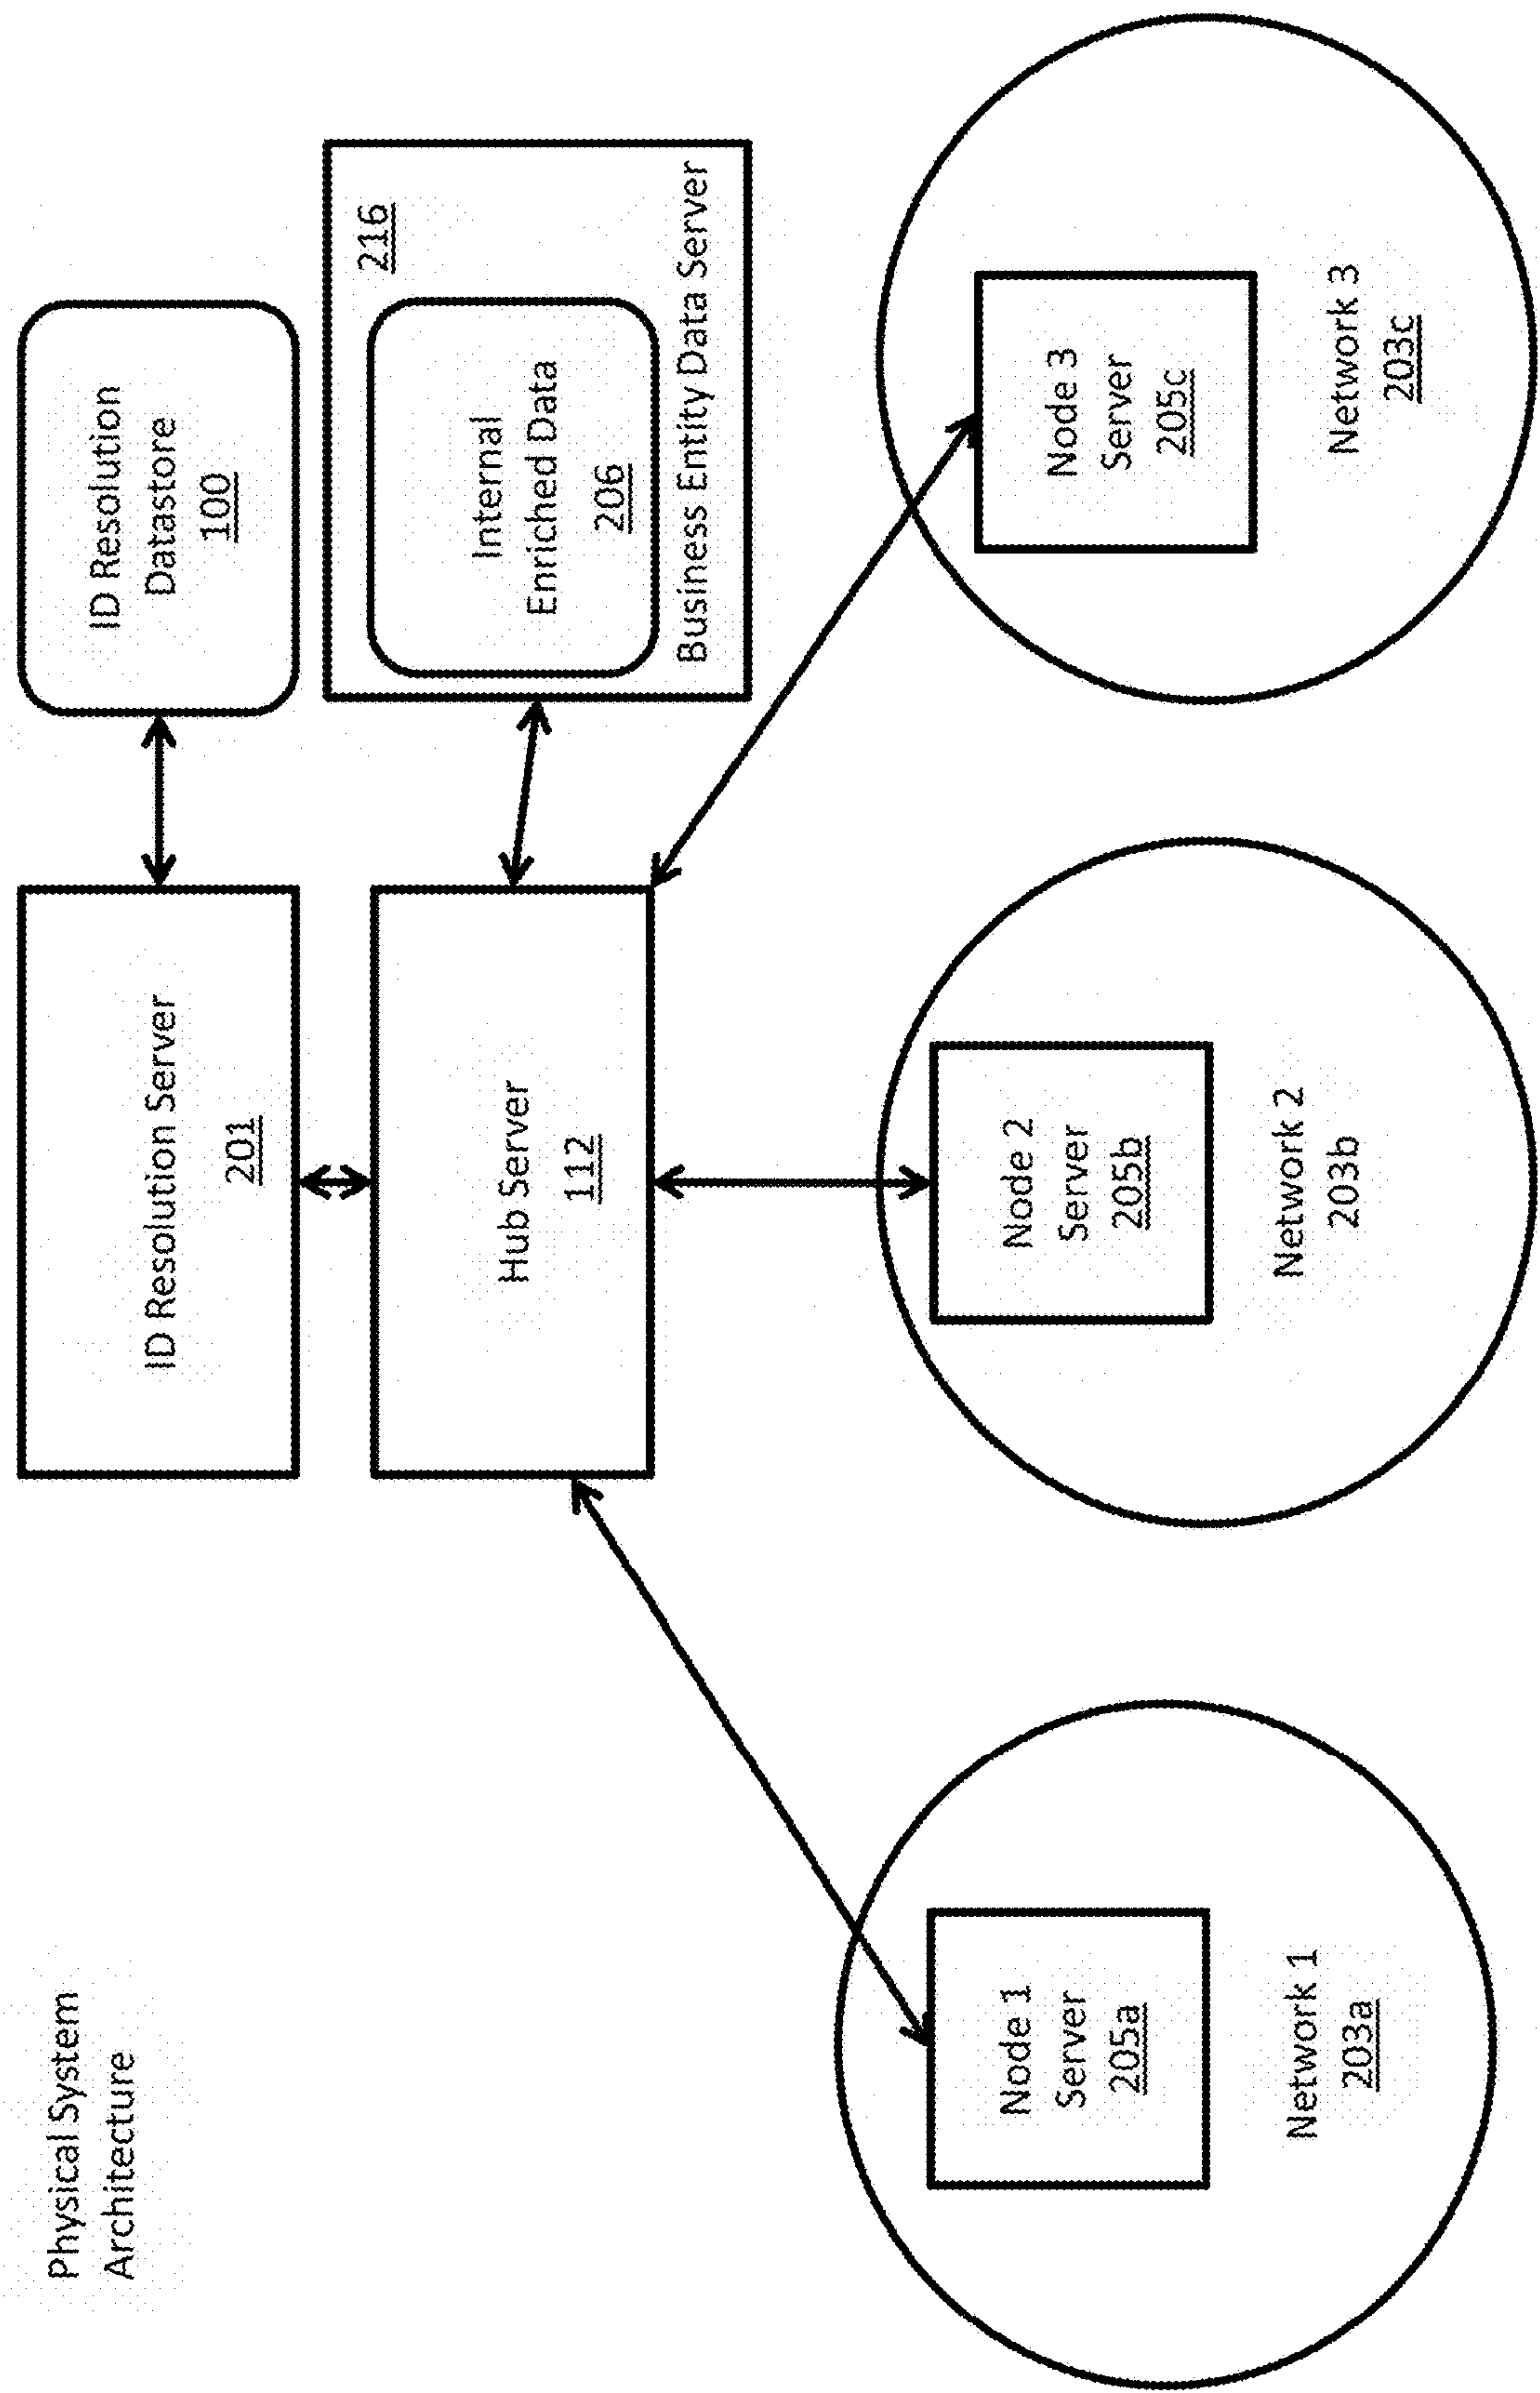 Physical System
Architecture
ID Resolution Server
201
ID Resolution
Datastore
100
Hub Server
112
216
Internal
Enriched Data
206
Business Entity Data Server
Node 1
Server
205a
Network 1
203a
Node 2
Server
205b
Network 2
203b
Node 3
Server
205c
Network 3
203c